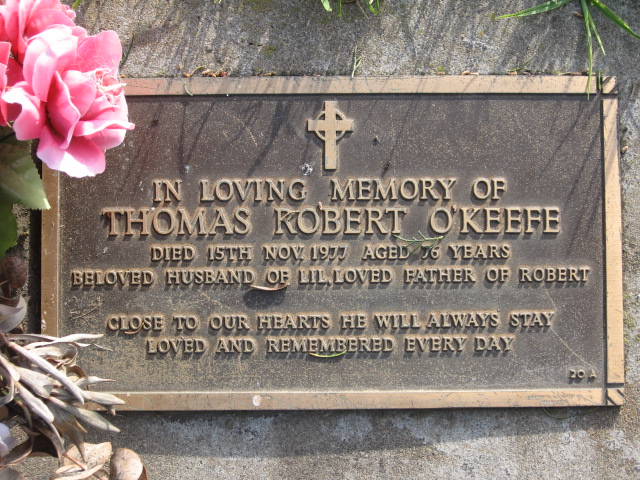 IN LOVING MEMORY OF
THOMAS ROBERT O'KEEFE
DIED 15TH NOV. 1977 AGED 76 YEARS
BELOVED HUSBAND OF LIL, LOVED FATHER OF ROBERT
CLOSE TO OUR HEARTS HE WILL ALWAYS STAY
LOVED AND REMEMBERED EVERY DAY
20 A